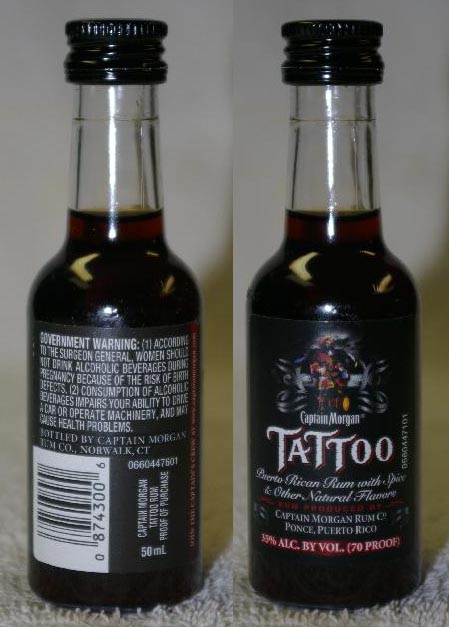 GOVERNMENT WARNING: (1) ACCORDING
TO THE SURGEON GENERAL, WOMEN SHOULD
NOT DRINK ALCOHOLIC BEVERAGES DURING
PREGNANCY BECAUSE OF THE RISK OF BIRTH
DEFECTS. (2) CONSUMPTION OF ALCOHOLIC
BEVERAGES IMPAIRS YOUR ABILITY TO DRIVE
A CAR OR OPERATE MACHINERY, AND MAY
CAUSE HEALTH PROBLEMS.
BOTTLED BY CAPTAIN MORGAN
RUM CO., NORWALK, CT
0660447601
0 874300 6
CAPTAIN MORGAN
TATTOO RUM
PROOF OF PURCHASE
50 mL
Captain Morgan
TATTOO
Puerto Rican Rum with Spice
& Other Natural Flavors
RUM PRODUCED BY
CAPTAIN MORGAN RUM Co
PONCE, PUERTO RICO
35% ALC. BY VOL. (70 PROOF)
0560447101